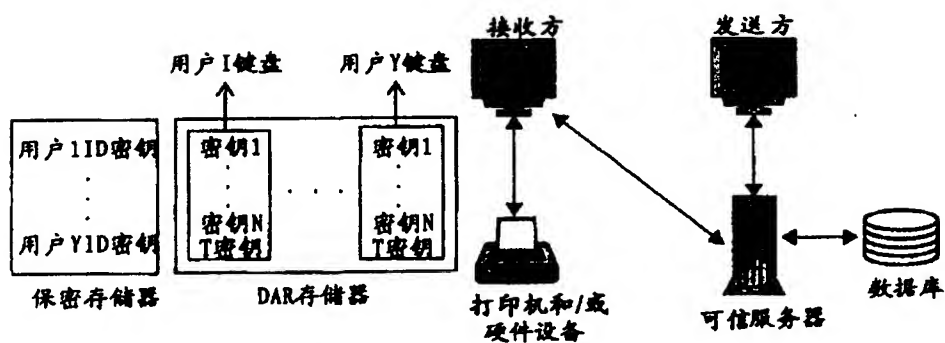 接收方
发送方
用户I键盘
用户Y键盘
用户1ID密钥
密钥1
密钥1
密钥N
密钥N
用户YID密钥
T密钥
T密钥
保密存储器
DAR存储器
打印机和/或
硬件设备
可信服务器
数据库